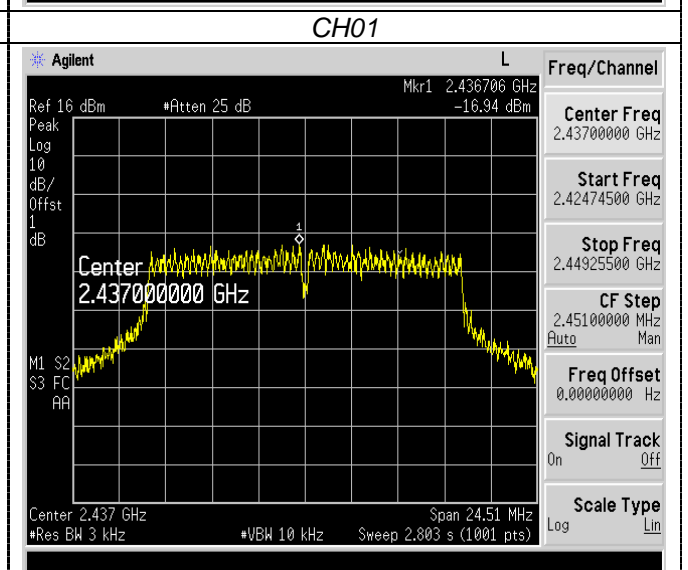 CH01
Agilent L
Mkr1 2.436706 GHz
Ref 16 dBm #Atten 25 dB -16.94 dBm
Peak
Log
10
dB/
Offst
1
dB
1
Center
2.437000000 GHz
M1 S2
S3 FC
AA
Center 2.437 GHz Span 24.51 MHz
#Res BW 3 kHz #VBW 10 kHz Sweep 2.803 s (1001 pts)
Freq/Channel
Center Freq
2.43700000 GHz
Start Freq
2.42474500 GHz
Stop Freq
2.44925500 GHz
CF Step
2.45100000 MHz
Auto Man
Freq Offset
0.00000000 Hz
Signal Track
On Off
Scale Type
Log Lin